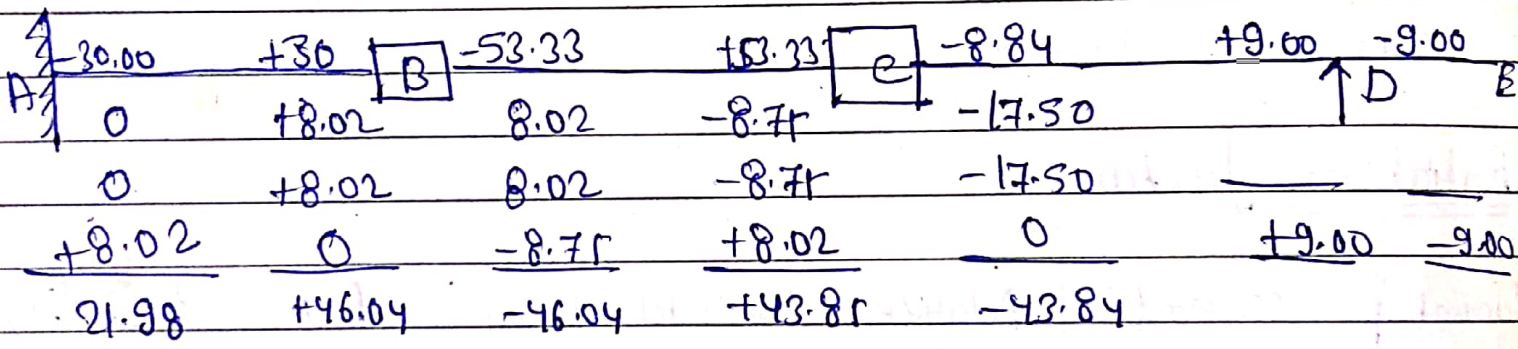 A -30.00 +30 B -53.33 +53.33 C -8.84 +9.00 -9.00
0 +8.02 8.02 -8.75 -17.50 D E
0 +8.02 8.02 -8.75 -17.50
+8.02 0 -8.75 +8.02 0 +9.00 -9.00
21.98 +46.04 -46.04 +43.85 -43.84